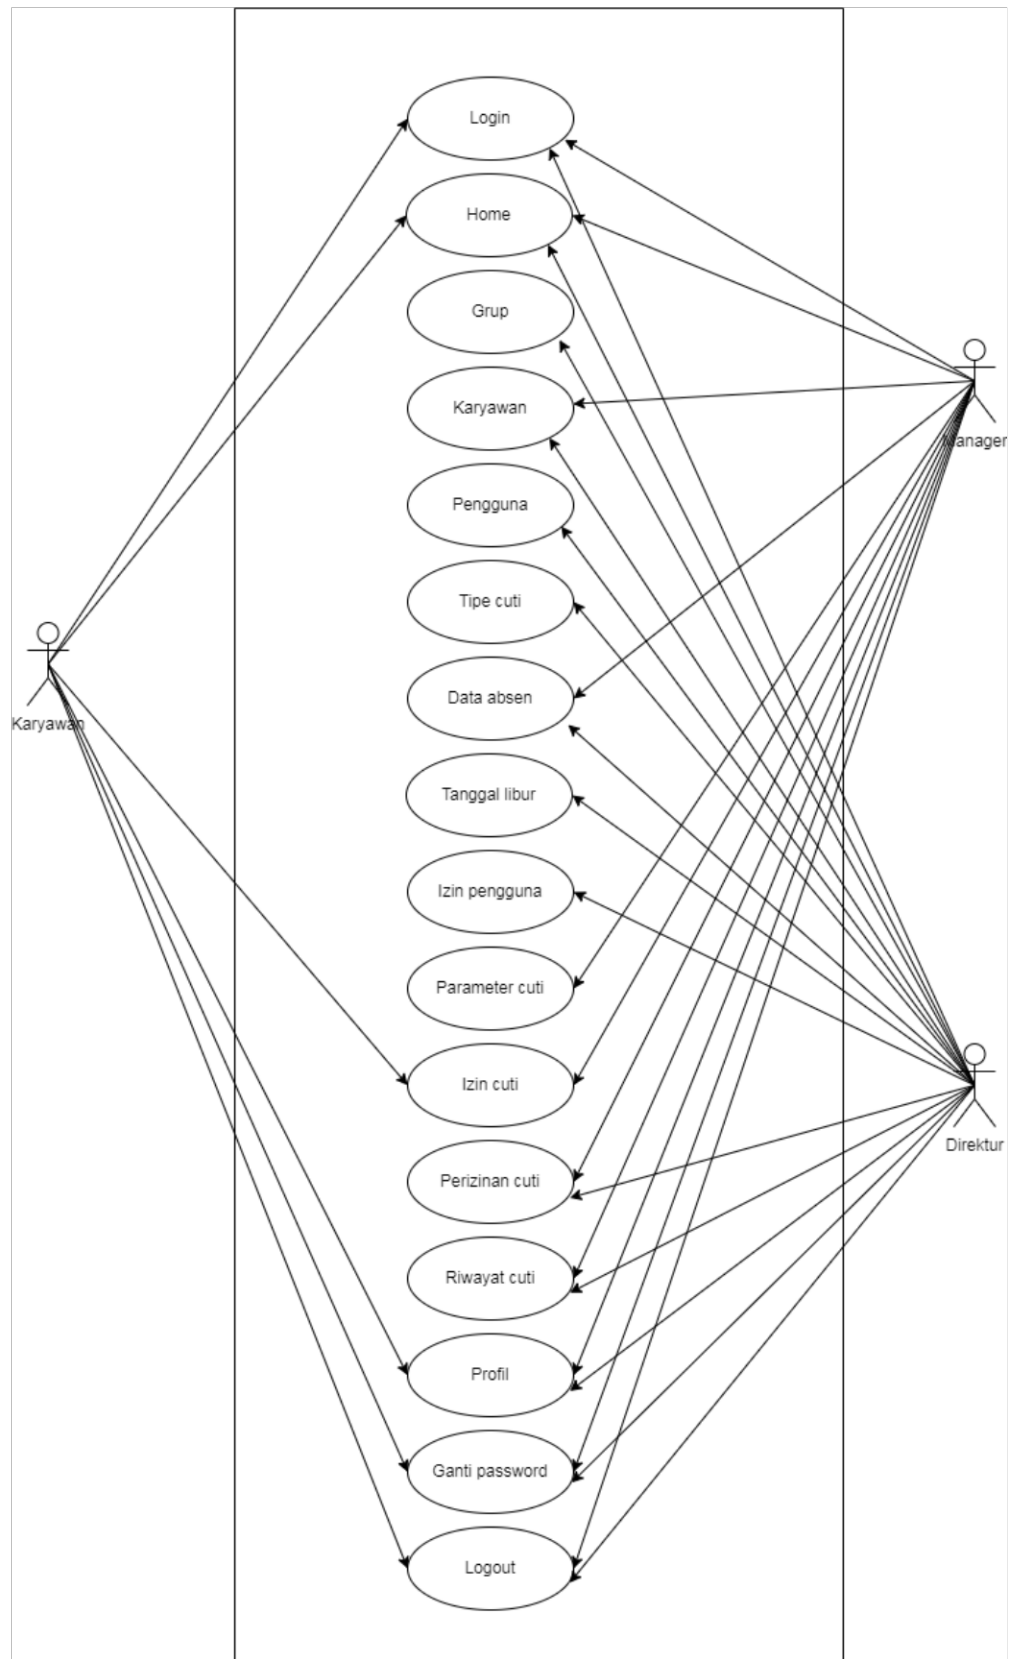 Login
Home
Grup
Karyawan
Pengguna
Tipe cuti
Data absen
Tanggal libur
Izin pengguna
Parameter cuti
Izin cuti
Perizinan cuti
Riwayat cuti
Profil
Ganti password
Logout
Karyawan
Manager
Direktur